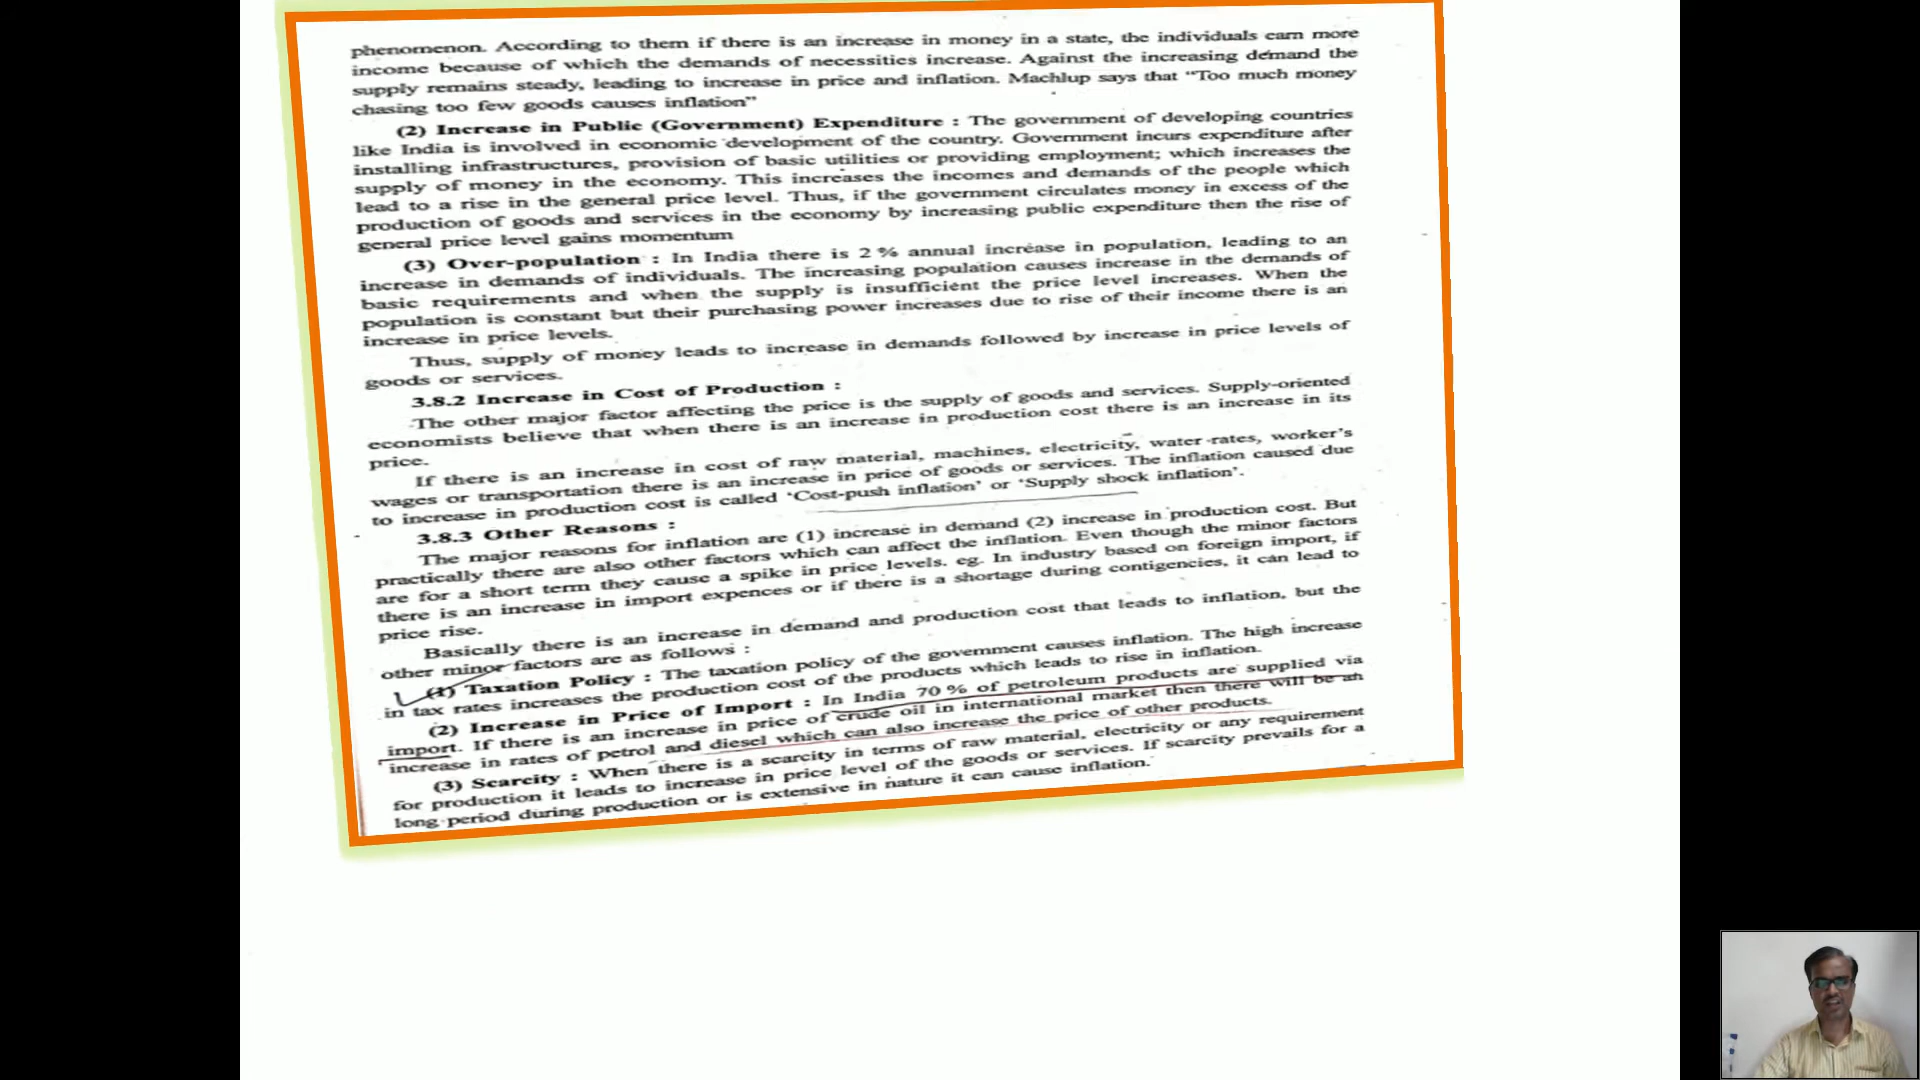 phenomenon. According to them if there is an increase in money in a state, the individuals earn more
income because of which the demands of necessities increase. Against the increasing demand the
supply remains steady, leading to increase in price and inflation. Machlup says that “Too much money
chasing too few goods causes inflation”
(2) Increase in Public (Government) Expenditure : The government of developing countries
like India is involved in economic development of the country. Government incurs expenditure after
installing infrastructures, provision of basic utilities or providing employment; which increases the
supply of money in the economy. This increases the incomes and demands of the people which
lead to a rise in the general price level. Thus, if the government circulates money in excess of the
production of goods and services in the economy by increasing public expenditure then the rise of
general price level gains momentum
(3) Over-population : In India there is 2 % annual increase in population, leading to an
increase in demands of individuals. The increasing population causes increase in the demands of
basic requirements and when the supply is insufficient the price level increases. When the
population is constant but their purchasing power increases due to rise of their income there is an
increase in price levels.
Thus, supply of money leads to increase in demands followed by increase in price levels of
goods or services.
3.8.2 Increase in Cost of Production :
The other major factor affecting the price is the supply of goods and services. Supply-oriented
economists believe that when there is an increase in production cost there is an increase in its
price.
If there is an increase in cost of raw material, machines, electricity, water rates, worker’s
wages or transportation there is an increase in price of goods or services. The inflation caused due
to increase in production cost is called ‘Cost-push inflation’ or ‘Supply shock inflation’.
3.8.3 Other Reasons :
The major reasons for inflation are (1) increase in demand (2) increase in production cost. But
practically there are also other factors which can affect the inflation. Even though the minor factors
are for a short term they cause a spike in price levels. eg. In industry based on foreign import, if
there is an increase in import expences or if there is a shortage during contigencies, it can lead to
price rise.
Basically there is an increase in demand and production cost that leads to inflation, but the
other minor factors are as follows :
(1) Taxation Policy : The taxation policy of the government causes inflation. The high increase
in tax rates increases the production cost of the products which leads to rise in inflation.
(2) Increase in Price of Import : In India 70 % of petroleum products are supplied via
import. If there is an increase in price of crude oil in international market then there will be an
increase in rates of petrol and diesel which can also increase the price of other products.
(3) Scarcity : When there is a scarcity in terms of raw material, electricity or any requirement
for production it leads to increase in price level of the goods or services. If scarcity prevails for a
long period during production or is extensive in nature it can cause inflation.